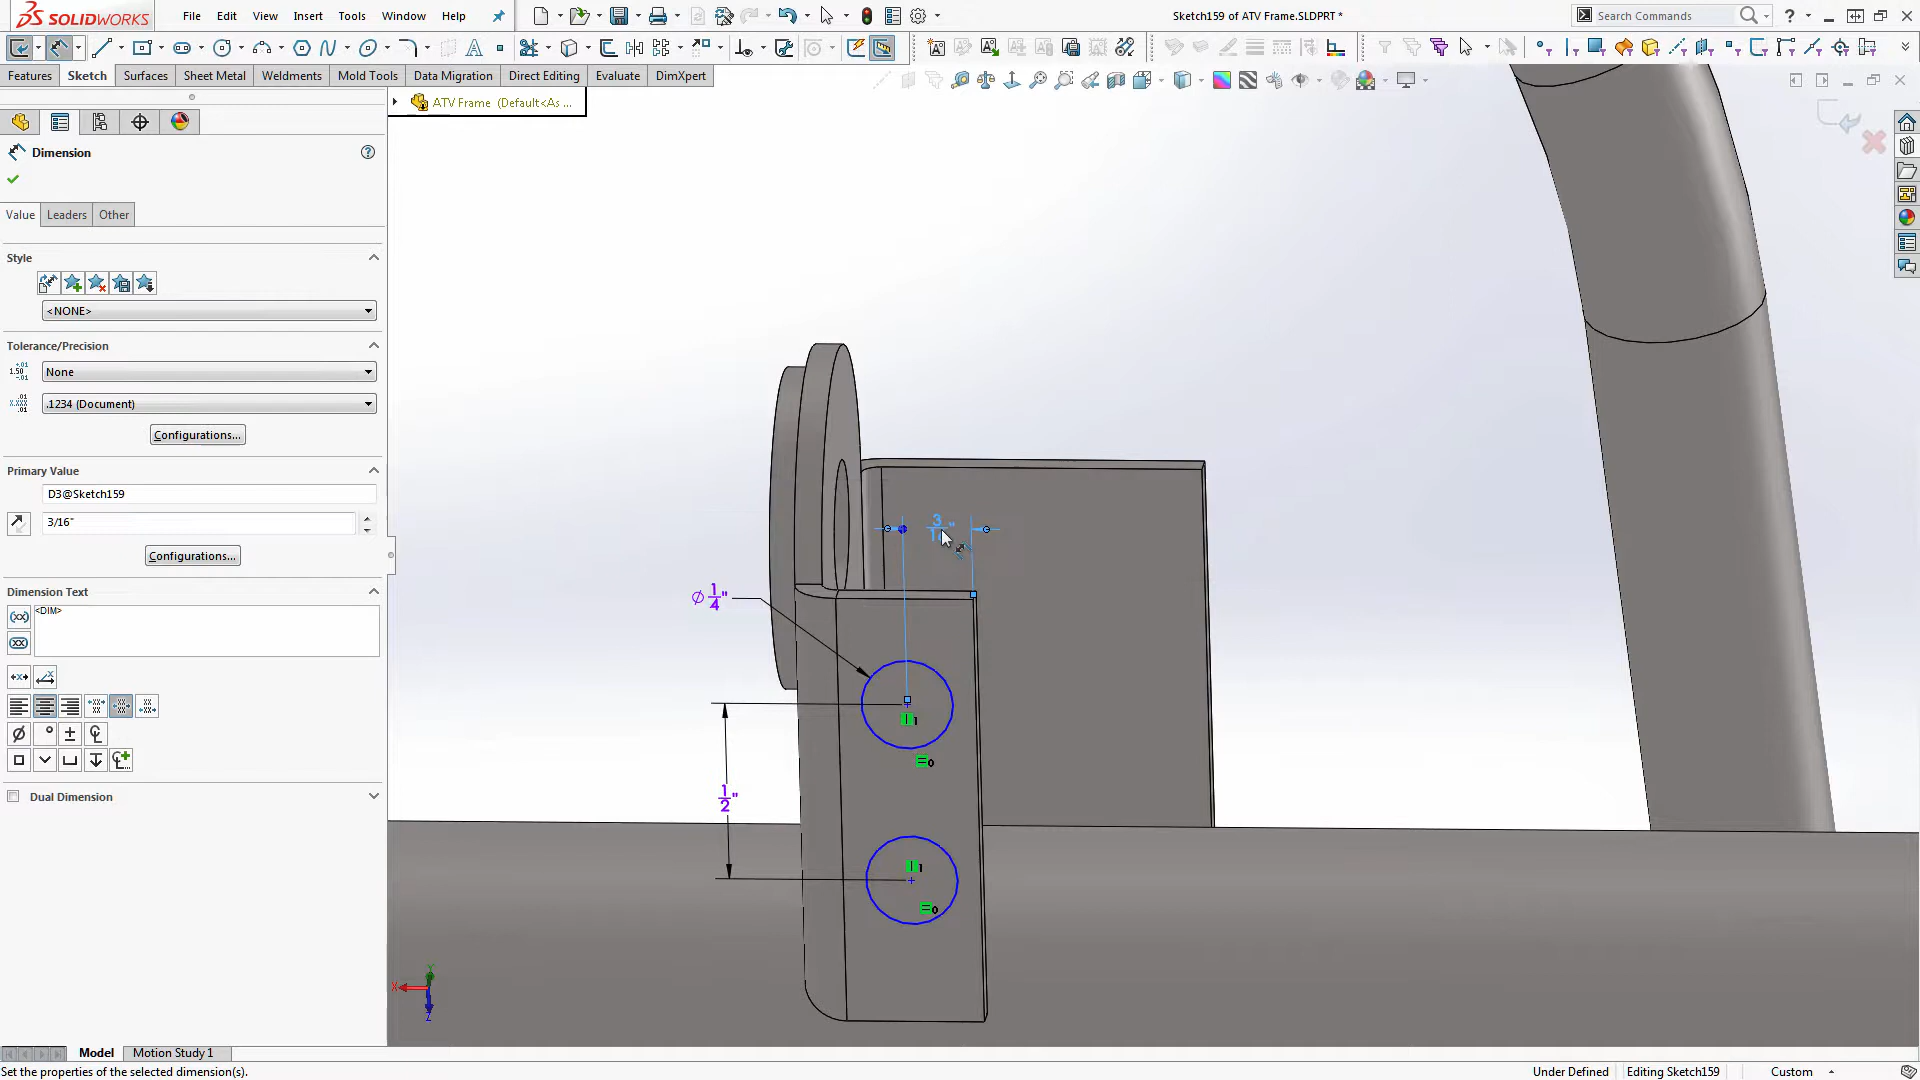 SOLIDWORKS
File Edit View Insert Tools Window Help
Sketch159 of ATV Frame.SLDPRT *
Search Commands
Features Sketch Surfaces Sheet Metal Weldments Mold Tools Data Migration Direct Editing Evaluate DimXpert
ATV Frame (Default<As ...
Dimension
Value Leaders Other
Style
<NONE>
Tolerance/Precision
None
.1234 (Document)
Configurations...
Primary Value
D3@Sketch159
3/16"
Configurations...
Dimension Text
<DIM>
Dual Dimension
∅ 1/4"
1/2"
X
Y
Z
Model Motion Study 1
Set the properties of the selected dimension(s).
Under Defined Editing Sketch159 Custom